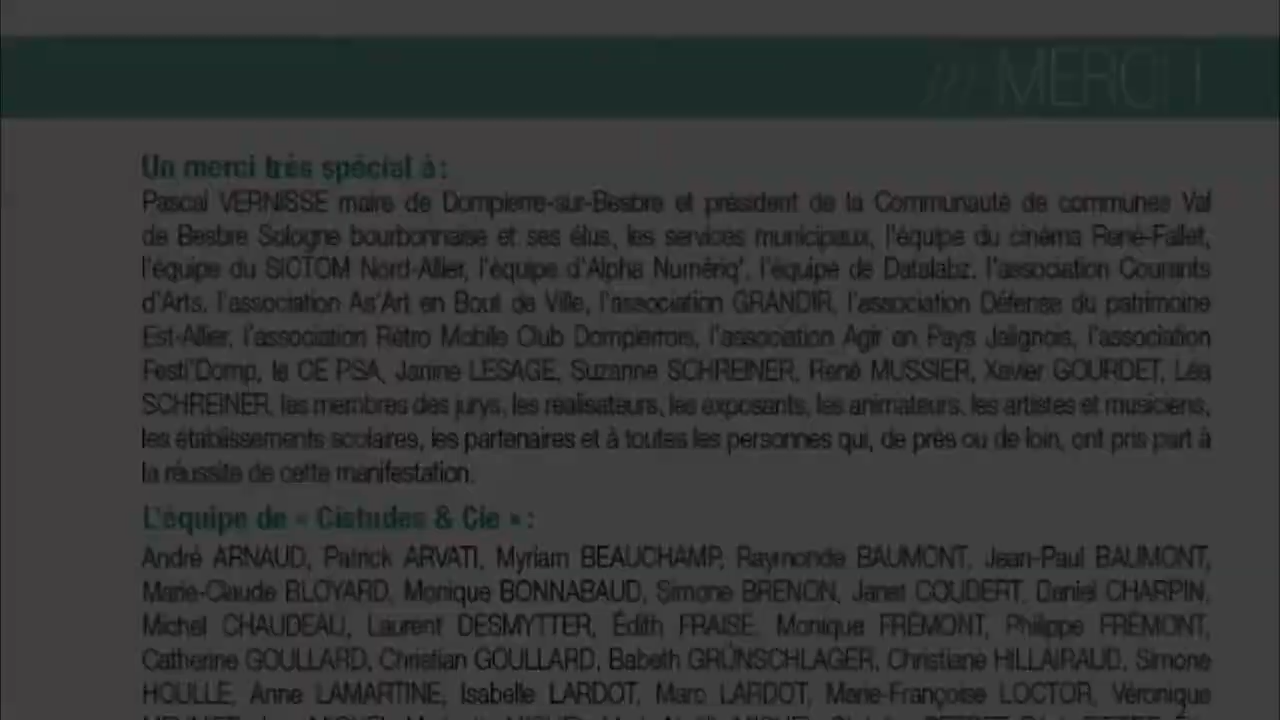 /// MERCI !
Un merci très spécial à :
Pascal VERNISSE maire de Dompierre-sur-Besbre et président de la Communauté de communes Val
de Besbre Sologne bourbonnaise et ses élus, les services municipaux, l'équipe du cinéma René-Fallet,
l'équipe du SICTOM Nord-Allier, l'équipe d'Alpha Numériq', l'équipe de Datalabz, l'association Courants
d'Arts, l'association As'Art en Bout de Ville, l'association GRANDIR, l'association Défense du patrimoine
Est-Allier, l'association Rétro Mobile Club Dompierrois, l'association Agir en Pays Jalignois, l'association
Festi'Domp, le CE PSA, Janine LESAGE, Suzanne SCHREINER, René MUSSIER, Xavier GOURDET, Léa
SCHREINER, les membres des jurys, les réalisateurs, les exposants, les animateurs, les artistes et musiciens,
les établissements scolaires, les partenaires et à toutes les personnes qui, de près ou de loin, ont pris part à
la réussite de cette manifestation.
L'équipe de « Cistudes & Cie » :
André ARNAUD, Patrick ARVATI, Myriam BEAUCHAMP, Raymonde BAUMONT, Jean-Paul BAUMONT,
Marie-Claude BLOYARD, Monique BONNABAUD, Simone BRENON, Janet COUDERT, Daniel CHARPIN,
Michel CHAUDEAU, Laurent DESMYTTER, Édith FRAISE, Monique FRÉMONT, Philippe FRÉMONT,
Catherine GOULLARD, Christian GOULLARD, Babeth GRÜNSCHLAGER, Christiane HILLAIRAUD, Simone
HOULLE, Anne LAMARTINE, Isabelle LARDOT, Marc LARDOT, Marie-Françoise LOCTOR, Véronique